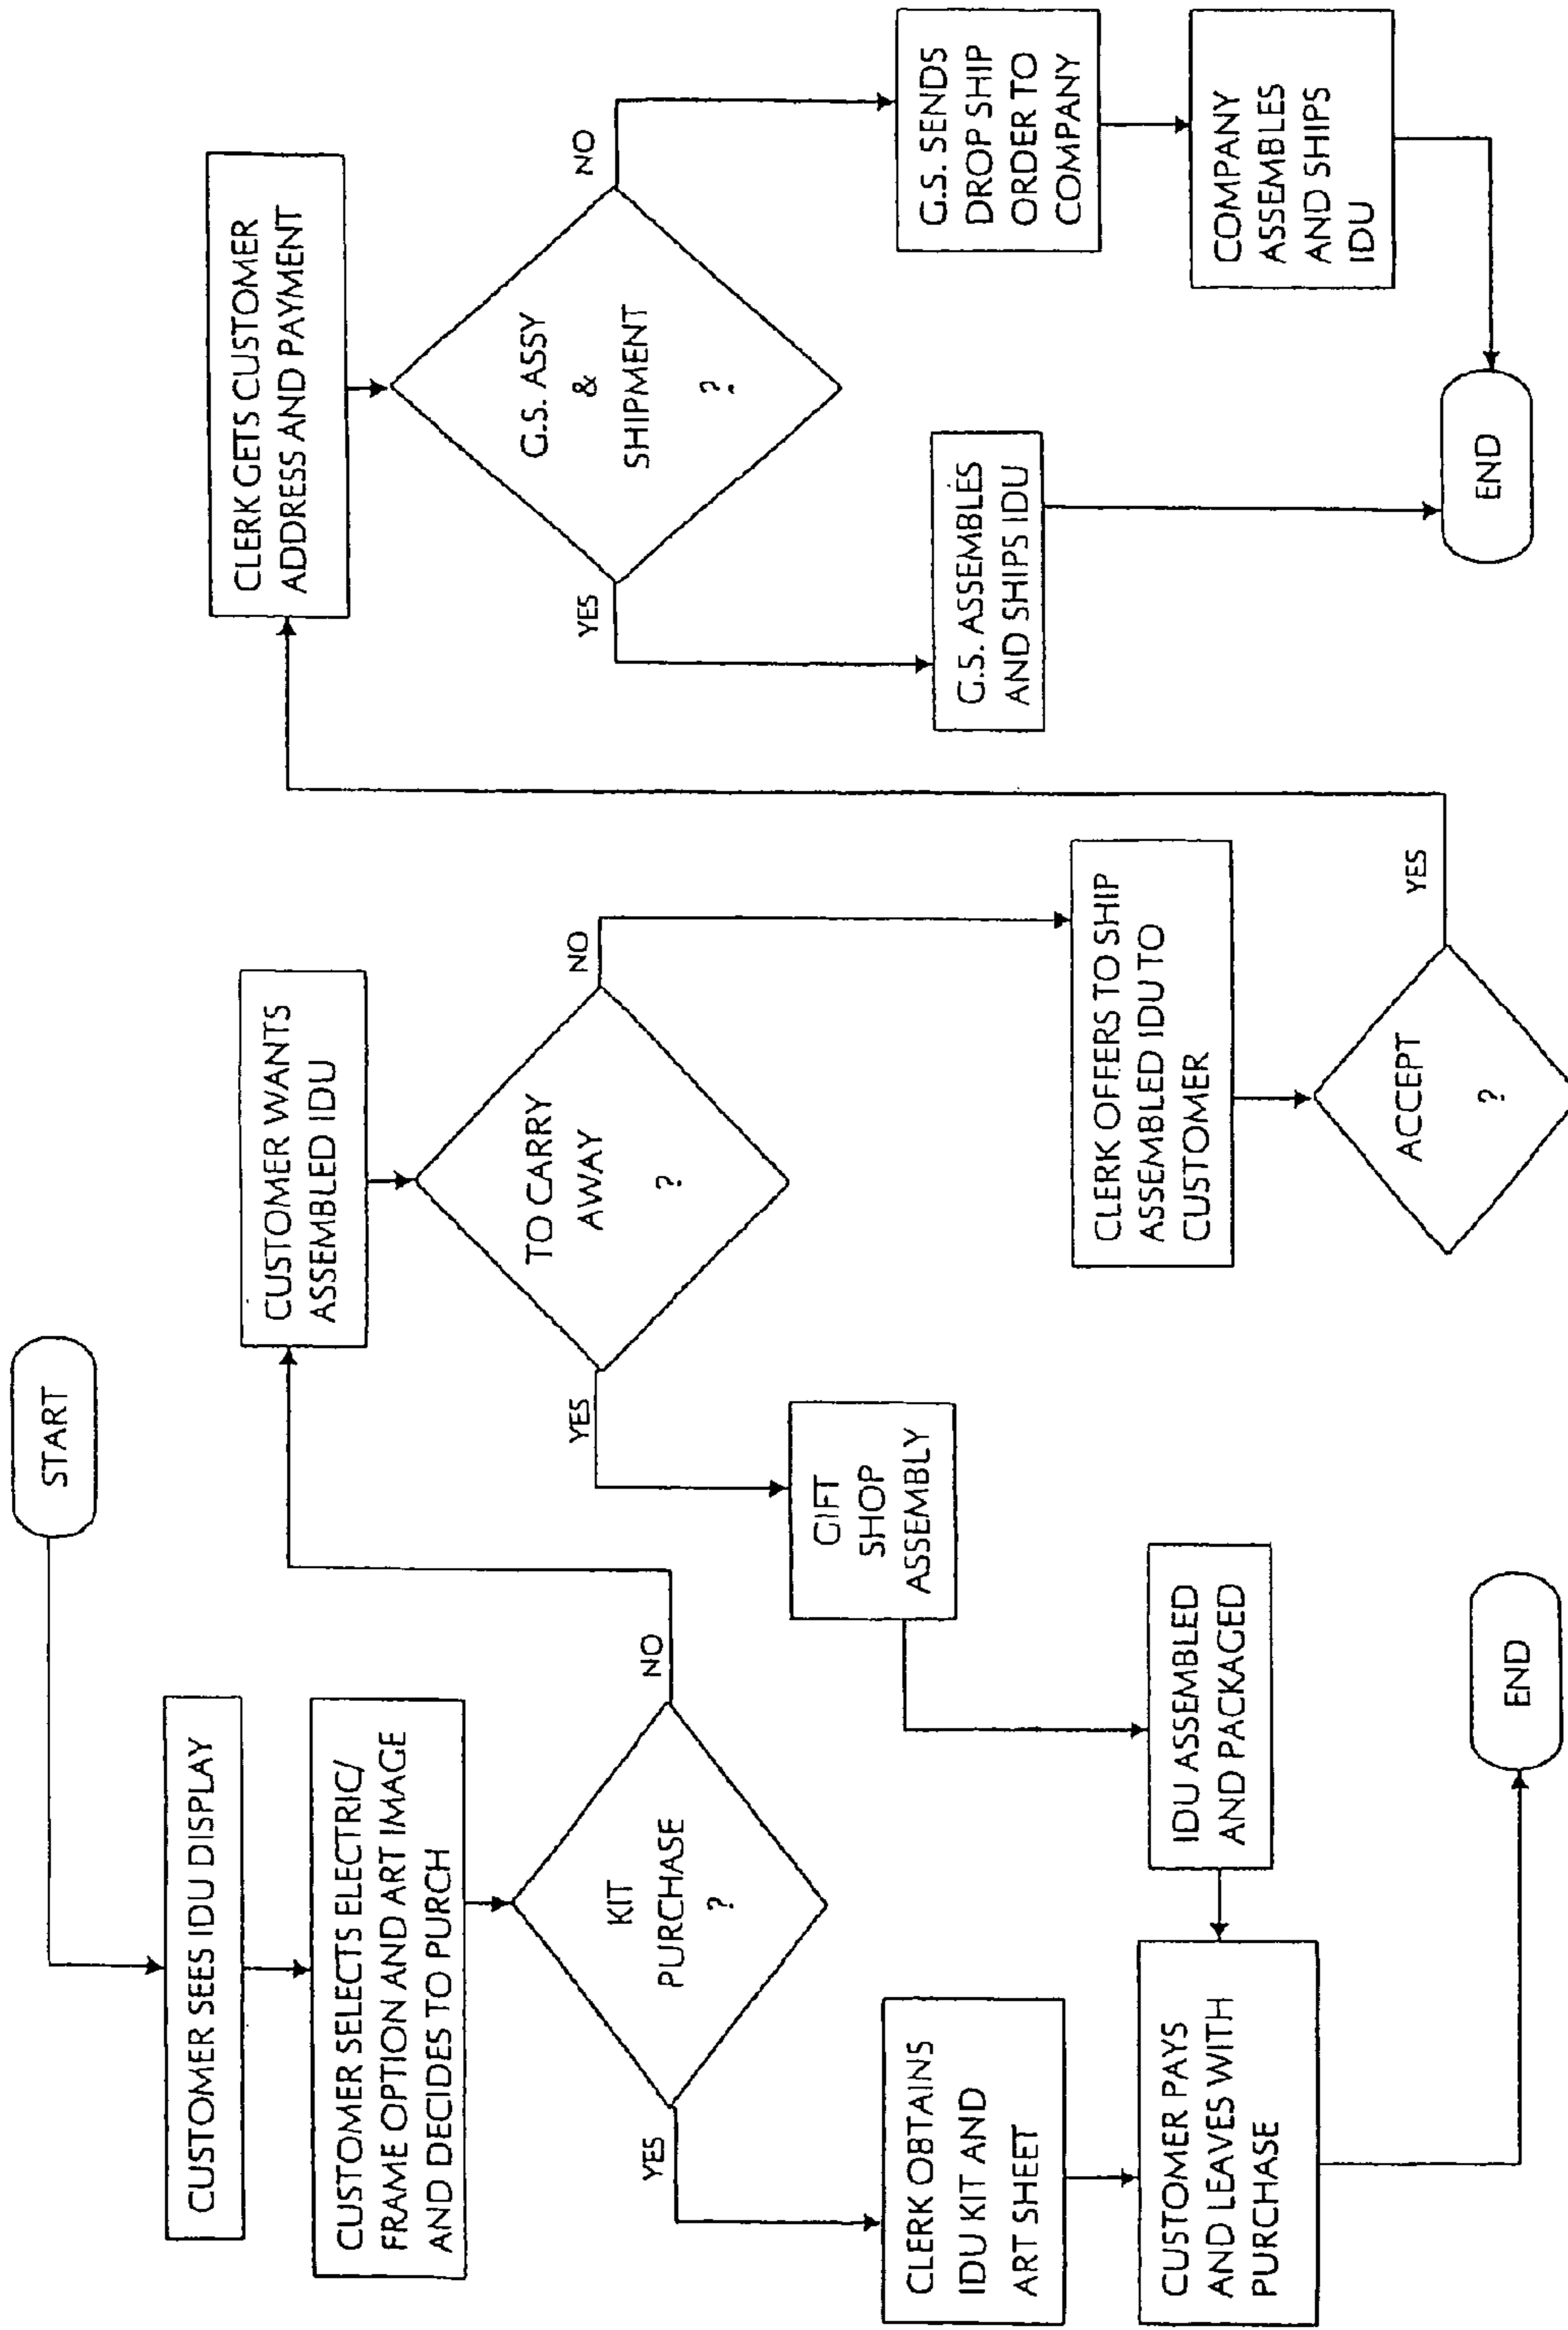 START
CUSTOMER SEES IDU DISPLAY
CUSTOMER SELECTS ELECTRIC/
FRAME OPTION AND ART IMAGE
AND DECIDES TO PURCH
KIT
PURCHASE
?
YES
NO
CLERK OBTAINS
IDU KIT AND
ART SHEET
CUSTOMER PAYS
AND LEAVES WITH
PURCHASE
END
CUSTOMER WANTS
ASSEMBLED IDU
TO CARRY
AWAY
?
YES
NO
GIFT
SHOP
ASSEMBLY
IDU ASSEMBLED
AND PACKAGED
CLERK OFFERS TO SHIP
ASSEMBLED IDU TO
CUSTOMER
ACCEPT
?
YES
CLERK GETS CUSTOMER
ADDRESS AND PAYMENT
G.S. ASSY
&
SHIPMENT
?
YES
NO
G.S. ASSEMBLES
AND SHIPS IDU
G.S. SENDS
DROP SHIP
ORDER TO
COMPANY
COMPANY
ASSEMBLES
AND SHIPS
IDU
END